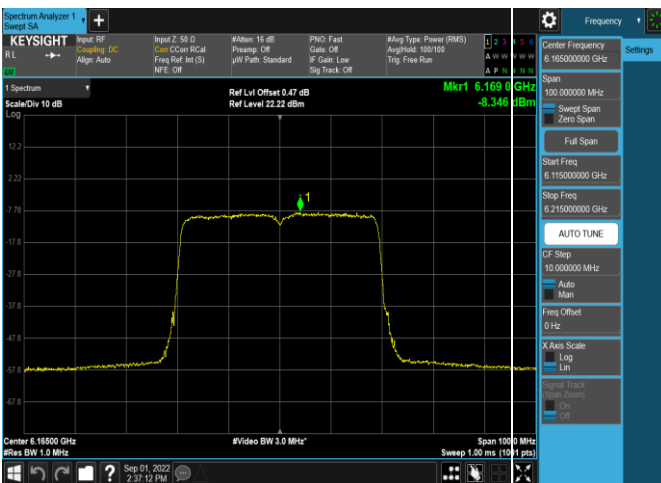 Spectrum Analyzer 1
Swept SA
+
Frequency
KEYSIGHT
R L
LW
Input: RF
Coupling: DC
Align: Auto
Input Z: 50 Ω
Corr CCorr RCal
Freq Ref: Int (S)
NFE: Off
#Atten: 16 dB
Preamp: Off
µW Path: Standard
PNO: Fast
Gate: Off
IF Gain: Low
Sig Track: Off
#Avg Type: Power (RMS)
Avg|Hold: 100/100
Trig: Free Run
1 2 3 4 5 6
A W W W W W
A P N N N N
1 Spectrum
Scale/Div 10 dB
Log
Ref Lvl Offset 0.47 dB
Ref Level 22.22 dBm
Mkr1 6.169 0 GHz
-8.346 dBm
12.2
2.22
-7.78
-17.8
-27.8
-37.8
-47.8
-57.8
-67.8
1
Center 6.16500 GHz
#Res BW 1.0 MHz
#Video BW 3.0 MHz*
Span 100.0 MHz
Sweep 1.00 ms (1001 pts)
Sep 01, 2022
2:37:12 PM
Center Frequency
6.165000000 GHz
Settings
Span
100.000000 MHz
Swept Span
Zero Span
Full Span
Start Freq
6.115000000 GHz
Stop Freq
6.215000000 GHz
AUTO TUNE
CF Step
10.000000 MHz
Auto
Man
Freq Offset
0 Hz
X Axis Scale
Log
Lin
Signal Track
(Span Zoom)
On
Off